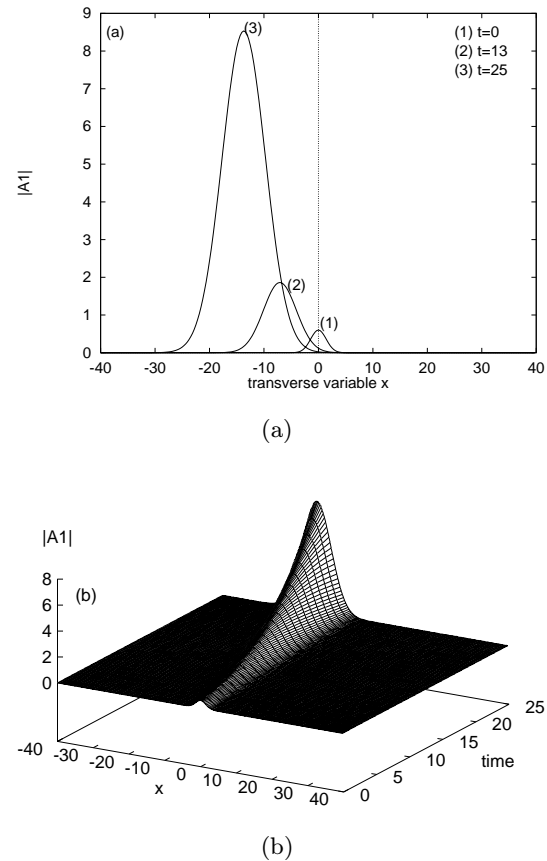 (a)
(3)
(1) t=0
(2) t=13
(3) t=25
9
8
7
6
5
4
3
2
1
0
|A1|
(2)
(1)
-40 -30 -20 -10 0 10 20 30 40
transverse variable x
(a)
|A1|
(b)
8
6
4
2
0
-40 -30 -20 -10 0 10 20 30 40
x
0 5 10 15 20 25
time
(b)